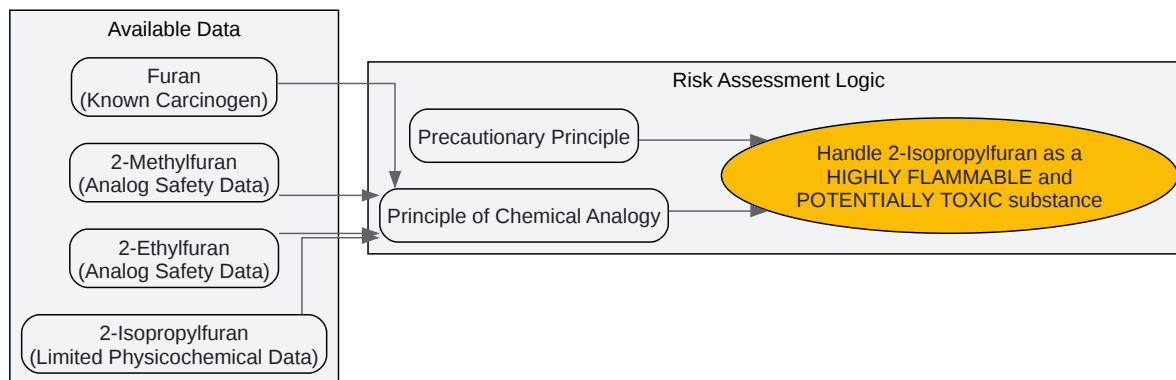 Available Data
Furan
(Known Carcinogen)
2-Methylfuran
(Analog Safety Data)
2-Ethylfuran
(Analog Safety Data)
2-Isopropylfuran
(Limited Physicochemical Data)
Risk Assessment Logic
Precautionary Principle
Principle of Chemical Analogy
Handle 2-Isopropylfuran as a
HIGHLY FLAMMABLE and
POTENTIALLY TOXIC substance